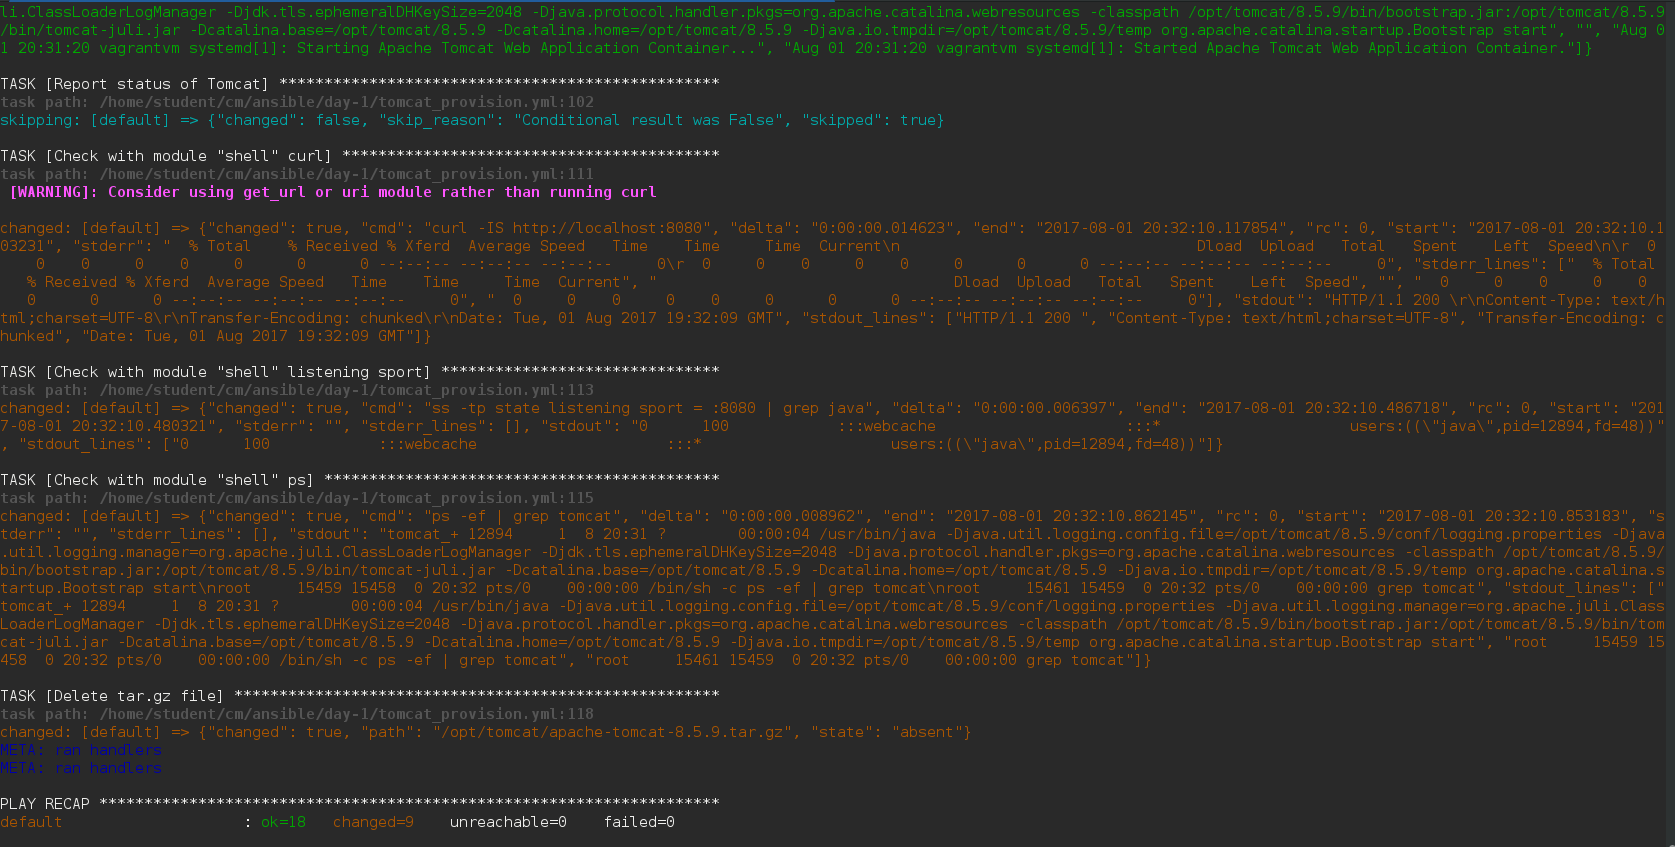 li.ClassLoaderLogManager -Djdk.tls.ephemeralDHKeySize=2048 -Djava.protocol.handler.pkgs=org.apache.catalina.webresources -classpath /opt/tomcat/8.5.9/bin/bootstrap.jar:/opt/tomcat/8.5.9
/bin/tomcat-juli.jar -Dcatalina.base=/opt/tomcat/8.5.9 -Dcatalina.home=/opt/tomcat/8.5.9 -Djava.io.tmpdir=/opt/tomcat/8.5.9/temp org.apache.catalina.startup.Bootstrap start", "", "Aug 0
1 20:31:20 vagrantvm systemd[1]: Starting Apache Tomcat Web Application Container...", "Aug 01 20:31:20 vagrantvm systemd[1]: Started Apache Tomcat Web Application Container."]}
TASK [Report status of Tomcat] *************************************************
task path: /home/student/cm/ansible/day-1/tomcat_provision.yml:102
skipping: [default] => {"changed": false, "skip_reason": "Conditional result was False", "skipped": true}
TASK [Check with module "shell" curl] ******************************************
task path: /home/student/cm/ansible/day-1/tomcat_provision.yml:111
[WARNING]: Consider using get_url or uri module rather than running curl
changed: [default] => {"changed": true, "cmd": "curl -IS http://localhost:8080", "delta": "0:00:00.014623", "end": "2017-08-01 20:32:10.117854", "rc": 0, "start": "2017-08-01 20:32:10.1
03231", "stderr": "  % Total    % Received % Xferd  Average Speed   Time    Time     Time  Current\n                                 Dload  Upload   Total   Spent    Left  Speed\n\r  0
    0    0     0    0     0      0      0 --:--:-- --:--:-- --:--:--     0\r  0     0    0     0    0     0      0      0 --:--:-- --:--:-- --:--:--     0", "stderr_lines": ["  % Total
   % Received % Xferd  Average Speed   Time    Time     Time  Current", "                                 Dload  Upload   Total   Spent    Left  Speed", "", "  0     0    0     0    0
   0      0      0 --:--:-- --:--:-- --:--:--     0", "  0     0    0     0    0     0      0      0 --:--:-- --:--:-- --:--:--     0"], "stdout": "HTTP/1.1 200 \r\nContent-Type: text/h
tml;charset=UTF-8\r\nTransfer-Encoding: chunked\r\nDate: Tue, 01 Aug 2017 19:32:09 GMT", "stdout_lines": ["HTTP/1.1 200 ", "Content-Type: text/html;charset=UTF-8", "Transfer-Encoding: c
hunked", "Date: Tue, 01 Aug 2017 19:32:09 GMT"]}
TASK [Check with module "shell" listening sport] *******************************
task path: /home/student/cm/ansible/day-1/tomcat_provision.yml:113
changed: [default] => {"changed": true, "cmd": "ss -tp state listening sport = :8080 | grep java", "delta": "0:00:00.006397", "end": "2017-08-01 20:32:10.486718", "rc": 0, "start": "201
7-08-01 20:32:10.480321", "stderr": "", "stderr_lines": [], "stdout": "0      100            :::webcache                     :::*                     users:((\"java\",pid=12894,fd=48))"
, "stdout_lines": ["0      100            :::webcache                     :::*                     users:((\"java\",pid=12894,fd=48))"]}
TASK [Check with module "shell" ps] ********************************************
task path: /home/student/cm/ansible/day-1/tomcat_provision.yml:115
changed: [default] => {"changed": true, "cmd": "ps -ef | grep tomcat", "delta": "0:00:00.008962", "end": "2017-08-01 20:32:10.862145", "rc": 0, "start": "2017-08-01 20:32:10.853183", "s
tderr": "", "stderr_lines": [], "stdout": "tomcat_+ 12894     1  8 20:31 ?        00:00:04 /usr/bin/java -Djava.util.logging.config.file=/opt/tomcat/8.5.9/conf/logging.properties -Djava
.util.logging.manager=org.apache.juli.ClassLoaderLogManager -Djdk.tls.ephemeralDHKeySize=2048 -Djava.protocol.handler.pkgs=org.apache.catalina.webresources -classpath /opt/tomcat/8.5.9/
bin/bootstrap.jar:/opt/tomcat/8.5.9/bin/tomcat-juli.jar -Dcatalina.base=/opt/tomcat/8.5.9 -Dcatalina.home=/opt/tomcat/8.5.9 -Djava.io.tmpdir=/opt/tomcat/8.5.9/temp org.apache.catalina.s
tartup.Bootstrap start\nroot     15459 15458  0 20:32 pts/0    00:00:00 /bin/sh -c ps -ef | grep tomcat\nroot     15461 15459  0 20:32 pts/0    00:00:00 grep tomcat", "stdout_lines": ["
tomcat_+ 12894     1  8 20:31 ?        00:00:04 /usr/bin/java -Djava.util.logging.config.file=/opt/tomcat/8.5.9/conf/logging.properties -Djava.util.logging.manager=org.apache.juli.Class
LoaderLogManager -Djdk.tls.ephemeralDHKeySize=2048 -Djava.protocol.handler.pkgs=org.apache.catalina.webresources -classpath /opt/tomcat/8.5.9/bin/bootstrap.jar:/opt/tomcat/8.5.9/bin/tom
cat-juli.jar -Dcatalina.base=/opt/tomcat/8.5.9 -Dcatalina.home=/opt/tomcat/8.5.9 -Djava.io.tmpdir=/opt/tomcat/8.5.9/temp org.apache.catalina.startup.Bootstrap start", "root     15459 15
458  0 20:32 pts/0    00:00:00 /bin/sh -c ps -ef | grep tomcat", "root     15461 15459  0 20:32 pts/0    00:00:00 grep tomcat"]}
TASK [Delete tar.gz file] ******************************************************
task path: /home/student/cm/ansible/day-1/tomcat_provision.yml:118
changed: [default] => {"changed": true, "path": "/opt/tomcat/apache-tomcat-8.5.9.tar.gz", "state": "absent"}
META: ran handlers
META: ran handlers
PLAY RECAP *********************************************************************
default                    : ok=18   changed=9    unreachable=0    failed=0